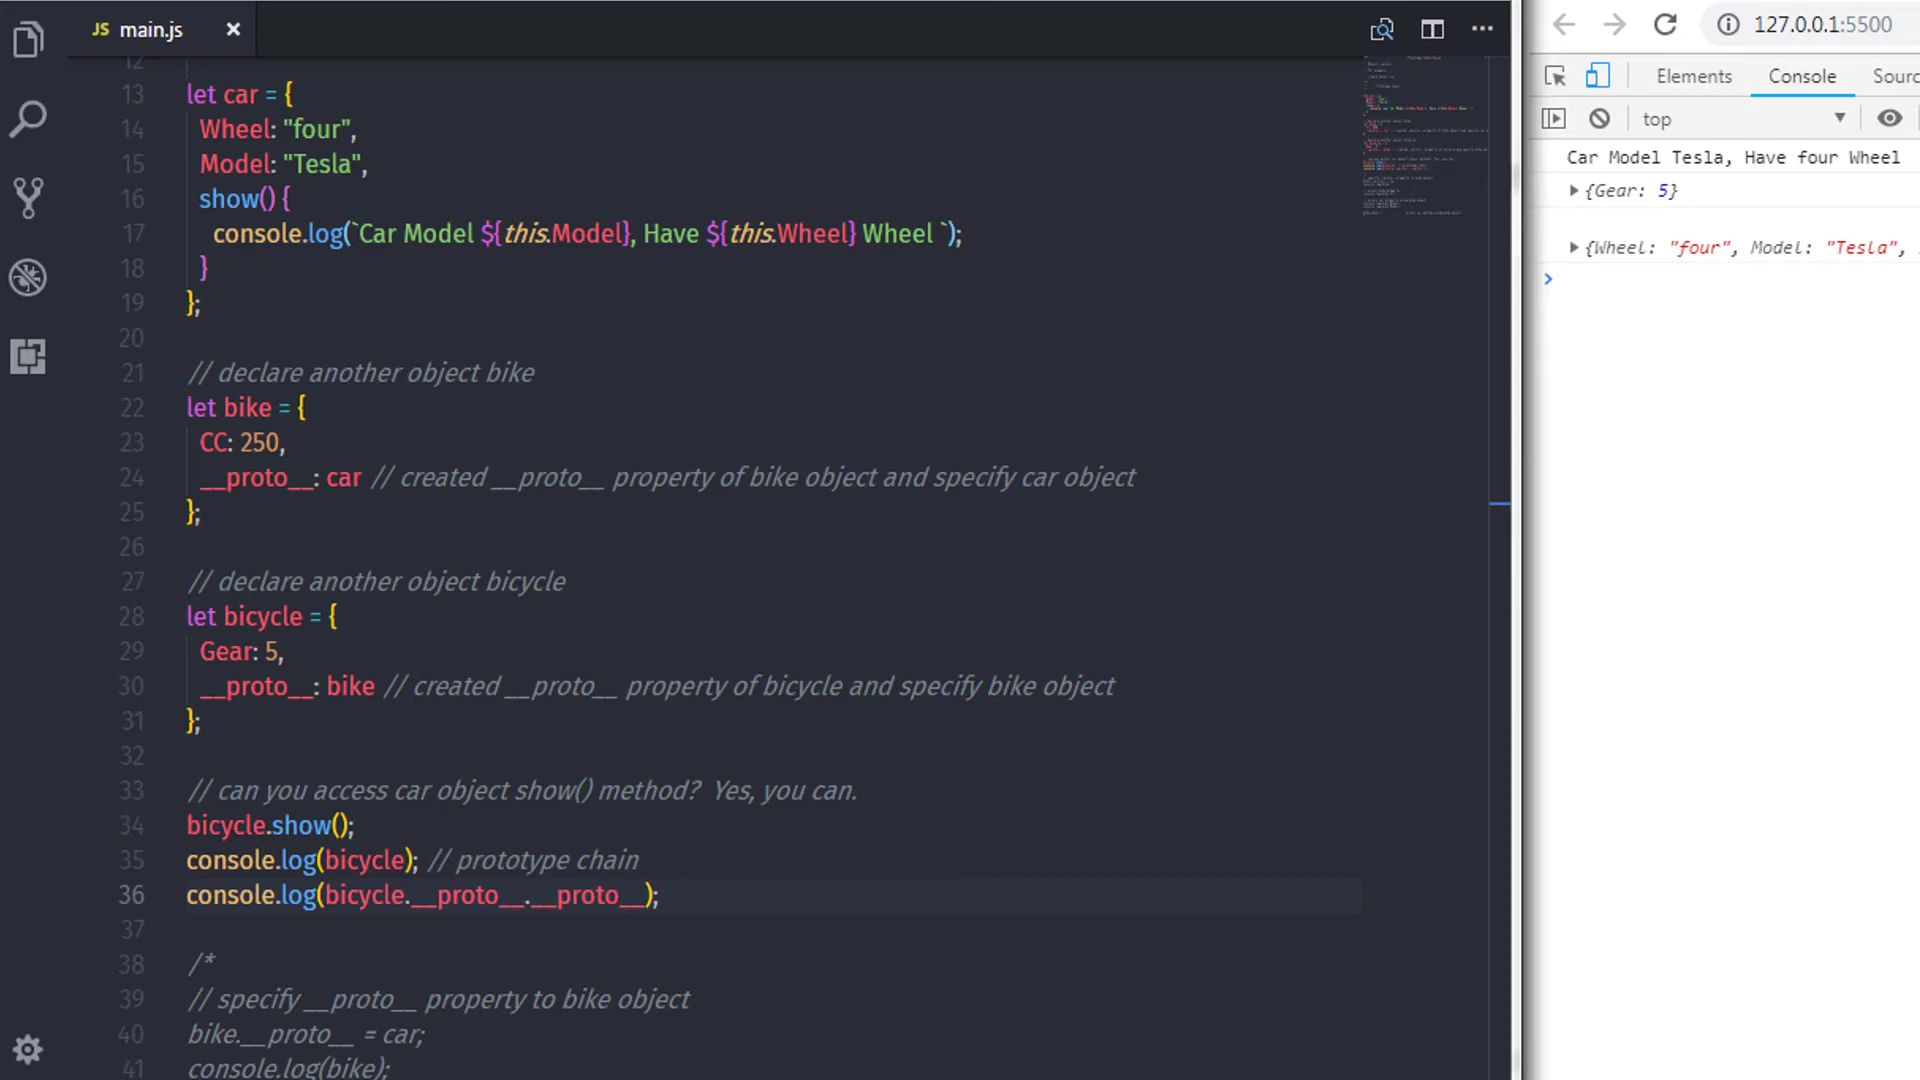 JS main.js ×
12
13 let car = {
14 Wheel: "four",
15 Model: "Tesla",
16 show() {
17 console.log(`Car Model ${this.Model}, Have ${this.Wheel} Wheel `);
18 }
19 };
20
21 // declare another object bike
22 let bike = {
23 CC: 250,
24 __proto__: car // created __proto__ property of bike object and specify car object
25 };
26
27 // declare another object bicycle
28 let bicycle = {
29 Gear: 5,
30 __proto__: bike // created __proto__ property of bicycle and specify bike object
31 };
32
33 // can you access car object show() method?  Yes, you can.
34 bicycle.show();
35 console.log(bicycle); // prototype chain
36 console.log(bicycle.__proto__.__proto__);
37
38 /*
39 // specify __proto__ property to bike object
40 bike.__proto__ = car;
41 console.log(bike);
127.0.0.1:5500
Elements Console Sourc
top
Car Model Tesla, Have four Wheel
{Gear: 5}
{Wheel: "four", Model: "Tesla",